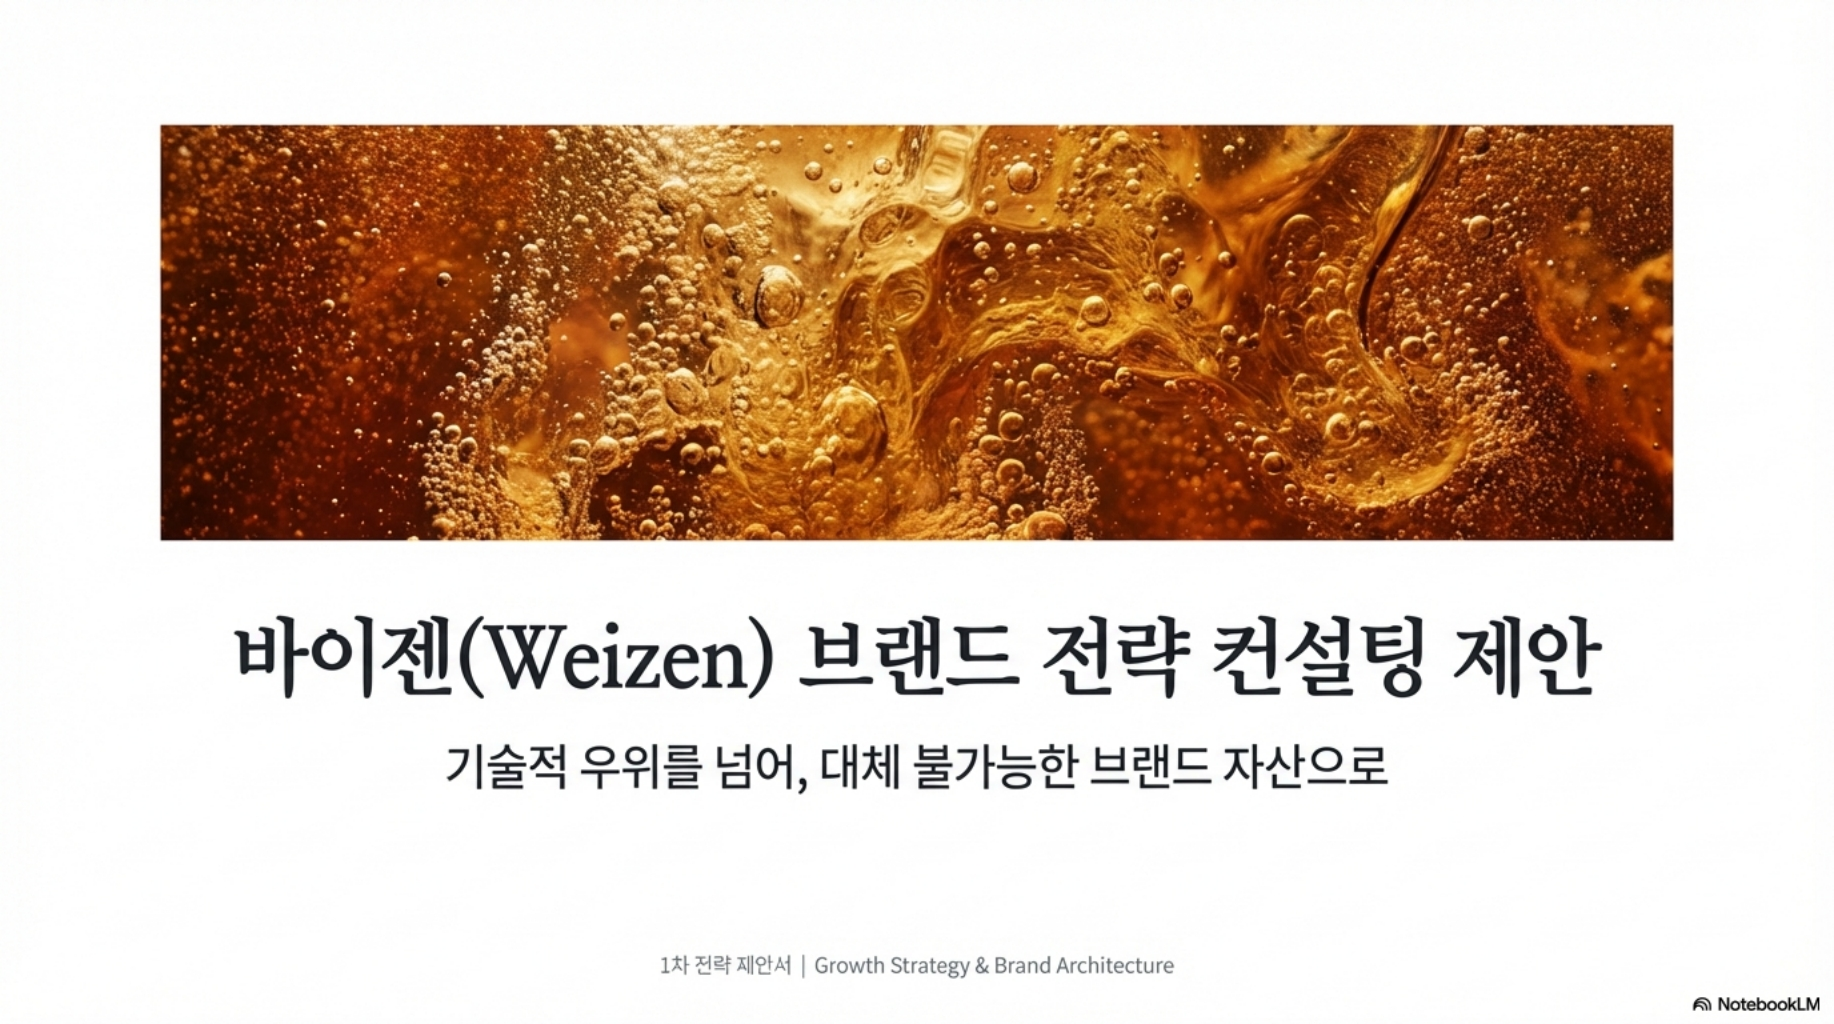 바이젠(Weizen) 브랜드 전략 컨설팅 제안
기술적 우위를 넘어, 대체 불가능한 브랜드 자산으로
1차 전략 제안서 | Growth Strategy & Brand Architecture
NotebookLM